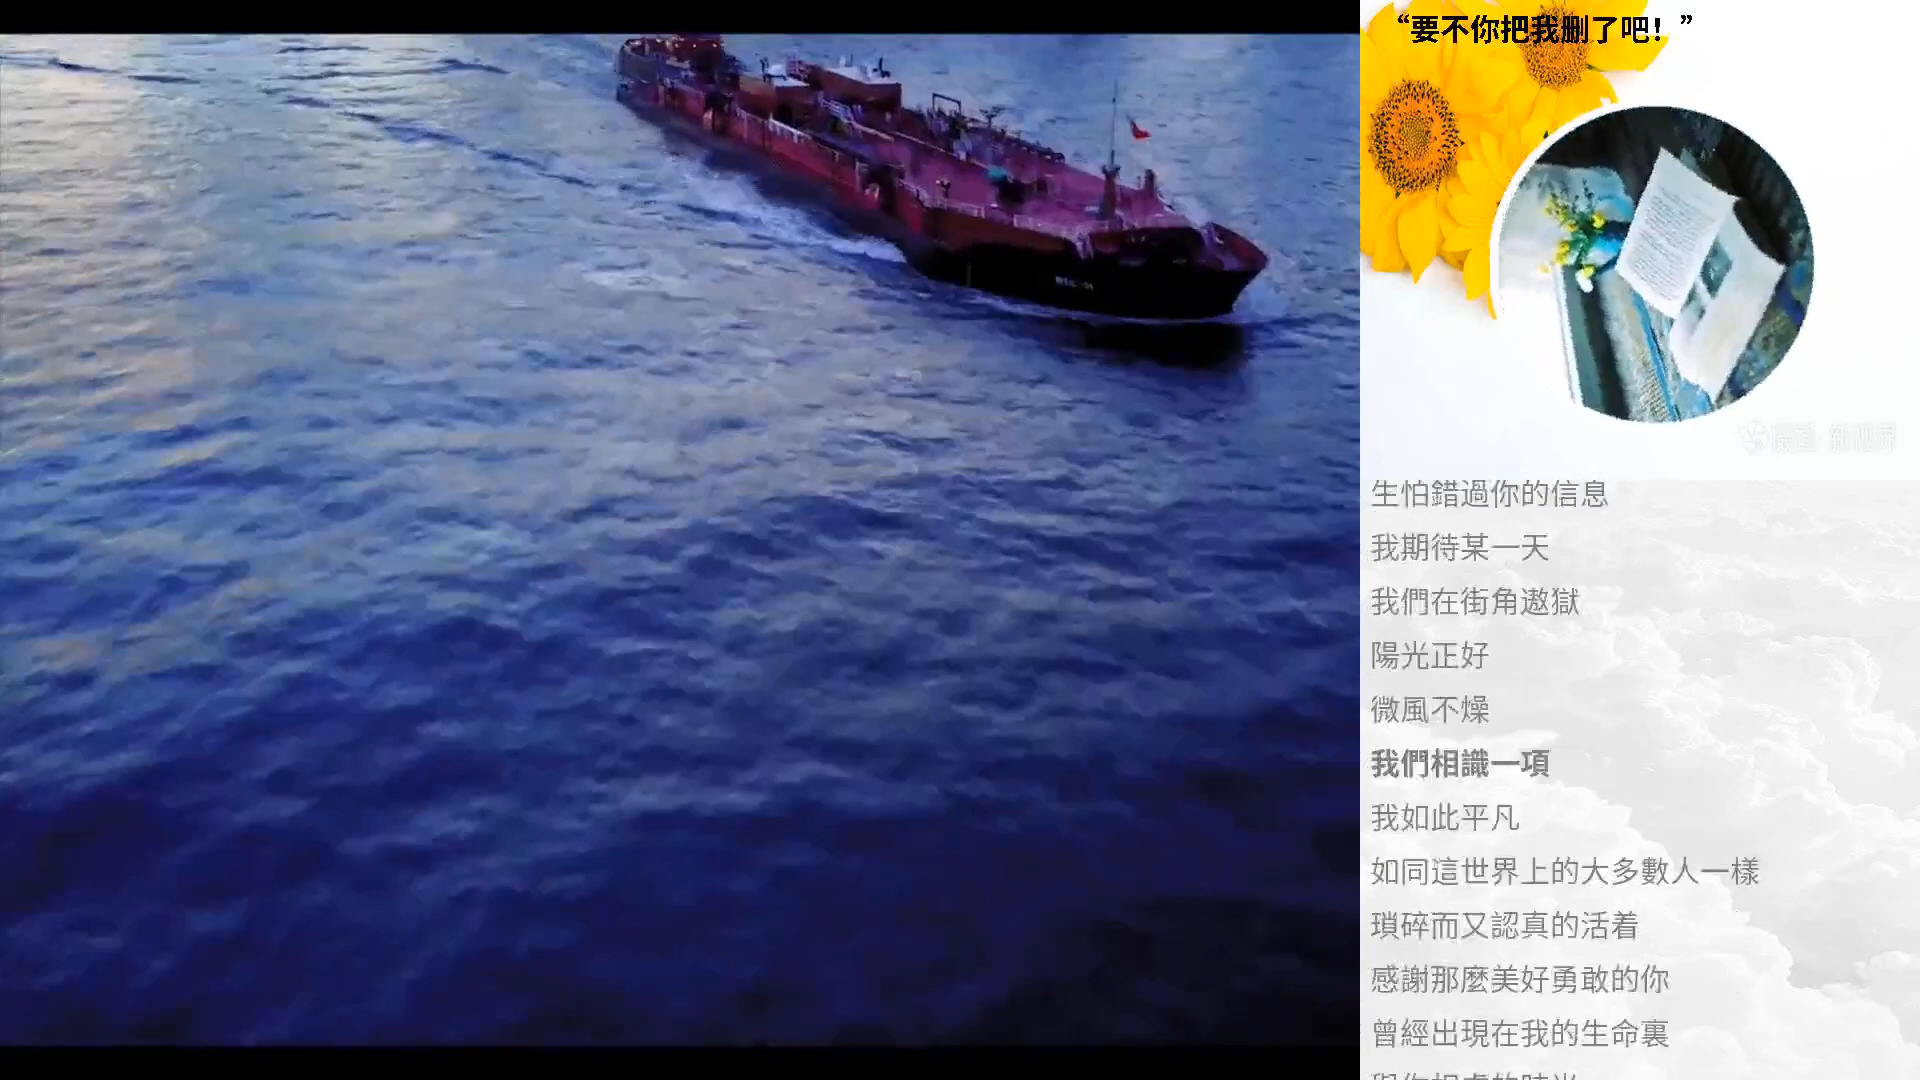 “要不你把我删了吧！”
生怕錯過你的信息
我期待某一天
我們在街角遨獄
陽光正好
微風不燥
我們相識一項
我如此平凡
如同這世界上的大多數人一樣
瑣碎而又認真的活着
感謝那麼美好勇敢的你
曾經出現在我的生命裏